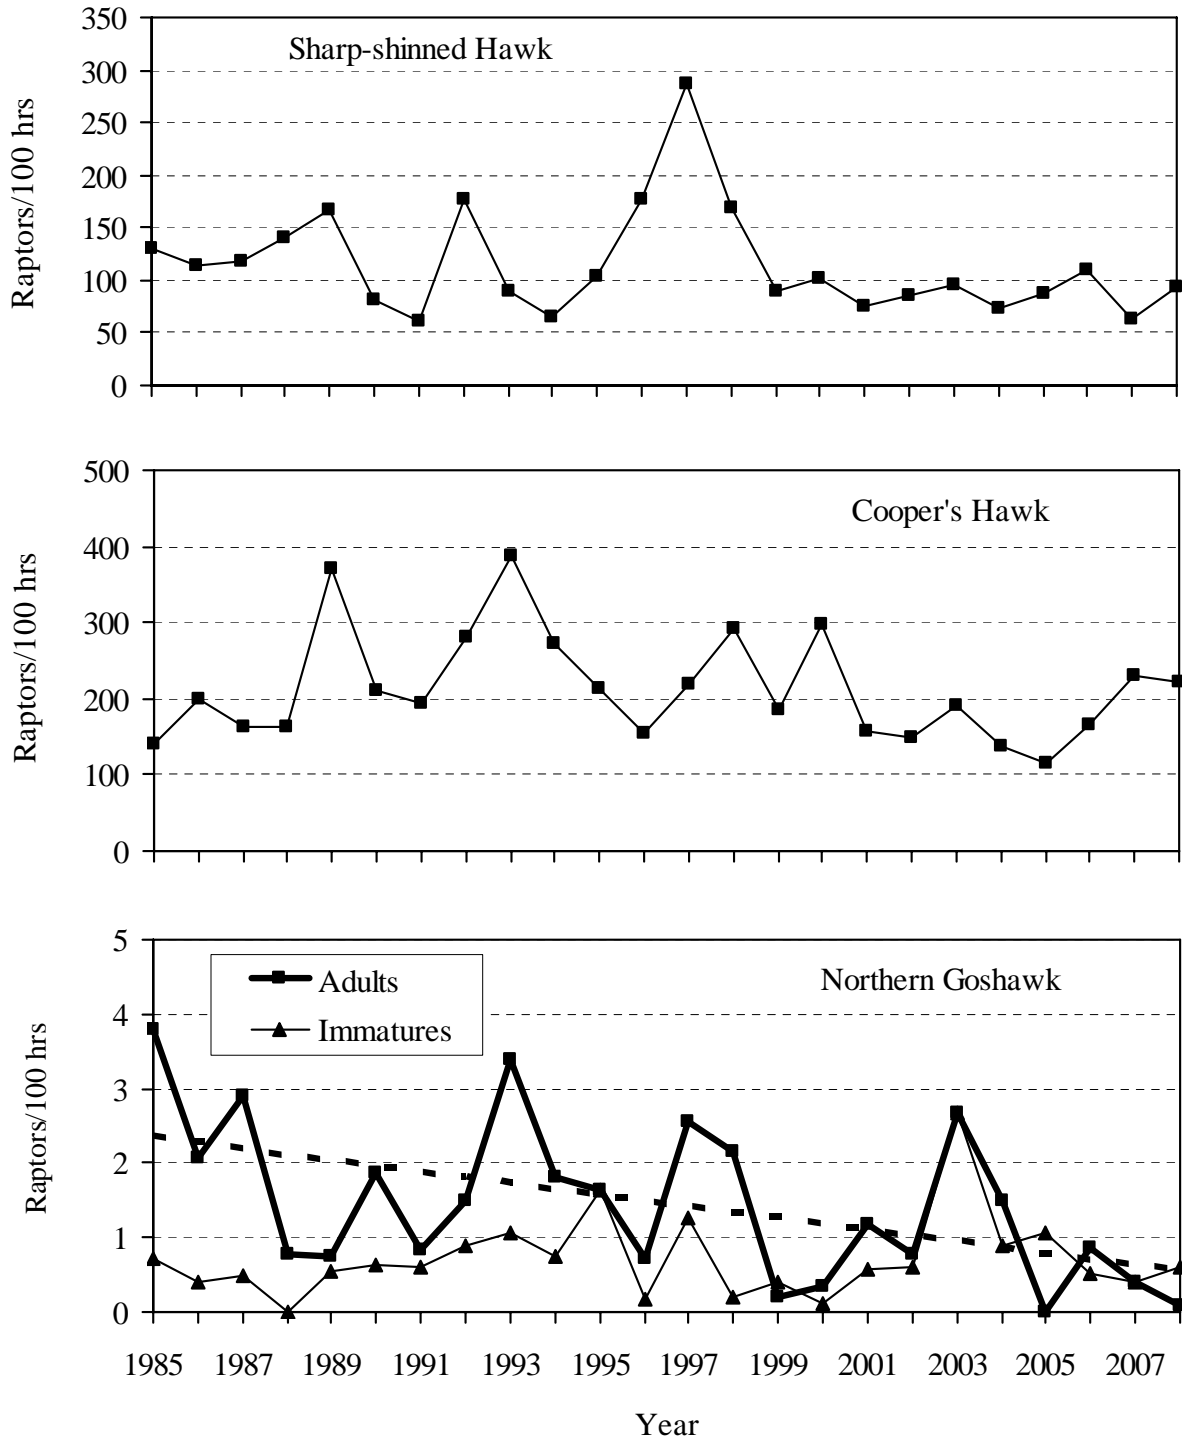 350
Sharp-shinned Hawk
300
250
200
150
100
50
0
Raptors/100 hrs
500
Cooper's Hawk
400
300
200
100
0
Raptors/100 hrs
5
Adults
Northern Goshawk
4
Immatures
3
2
1
0
Raptors/100 hrs
1985 1987 1989 1991 1993 1995 1997 1999 2001 2003 2005 2007
Year